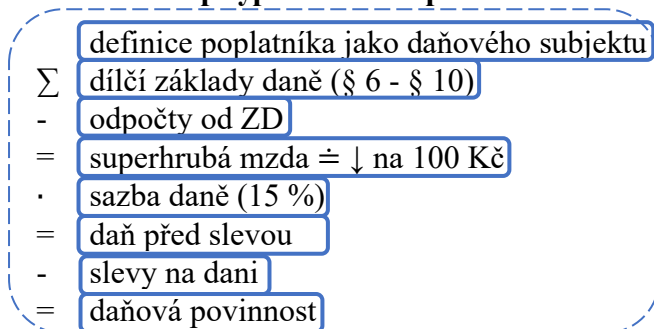 definice poplatníka jako daňového subjektu
∑ dílčí základy daně (§ 6 - § 10)
- odpočty od ZD
= superhrubá mzda ≐ ↓ na 100 Kč
· sazba daně (15 %)
= daň před slevou
- slevy na dani
= daňová povinnost